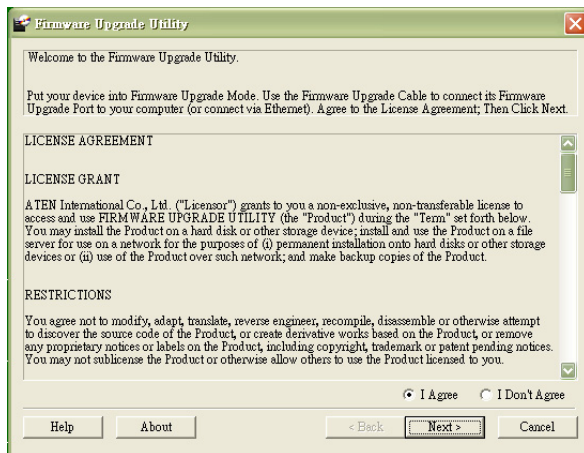 Firmware Upgrade Utility
Welcome to the Firmware Upgrade Utility.
Put your device into Firmware Upgrade Mode. Use the Firmware Upgrade Cable to connect its Firmware
Upgrade Port to your computer (or connect via Ethernet). Agree to the License Agreement; Then Click Next.
LICENSE AGREEMENT
LICENSE GRANT
ATEN International Co., Ltd. ("Licensor") grants to you a non-exclusive, non-transferable license to
access and use FIRMWARE UPGRADE UTILITY (the "Product") during the "Term" set forth below.
You may install the Product on a hard disk or other storage device; install and use the Product on a file
server for use on a network for the purposes of (i) permanent installation onto hard disks or other storage
devices or (ii) use of the Product over such network; and make backup copies of the Product.
RESTRICTIONS
You agree not to modify, adapt, translate, reverse engineer, recompile, disassemble or otherwise attempt
to discover the source code of the Product, or create derivative works based on the Product, or remove
any proprietary notices or labels on the Product, including copyright, trademark or patent pending notices.
You may not sublicense the Product or otherwise allow others to use the Product licensed to you.
I Agree I Don't Agree
Help About < Back Next > Cancel